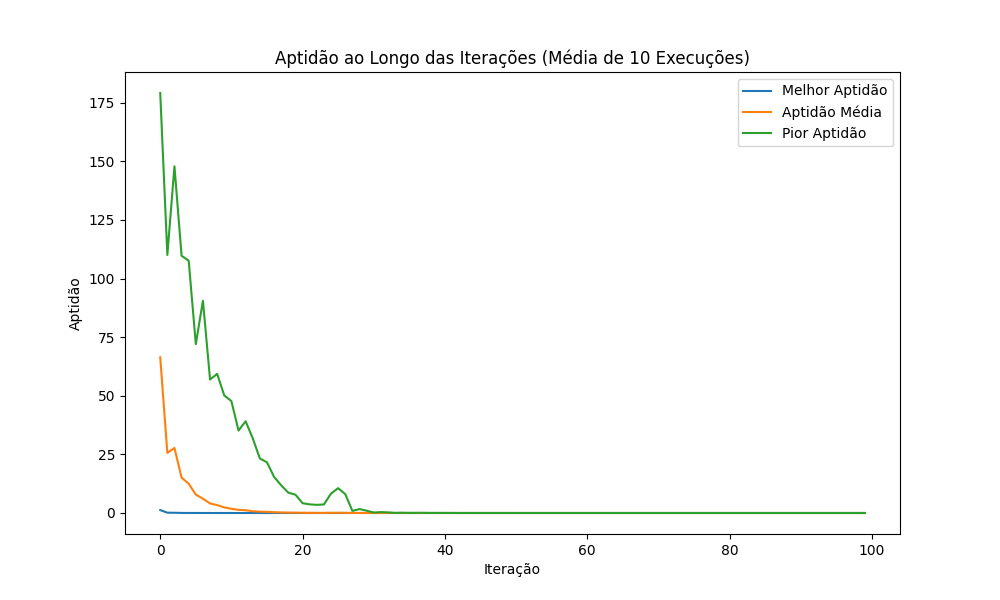 Aptidão ao Longo das Iterações (Média de 10 Execuções)
Melhor Aptidão
Aptidão Média
Pior Aptidão
Aptidão
175
150
125
100
75
50
25
0
0 20 40 60 80 100
Iteração